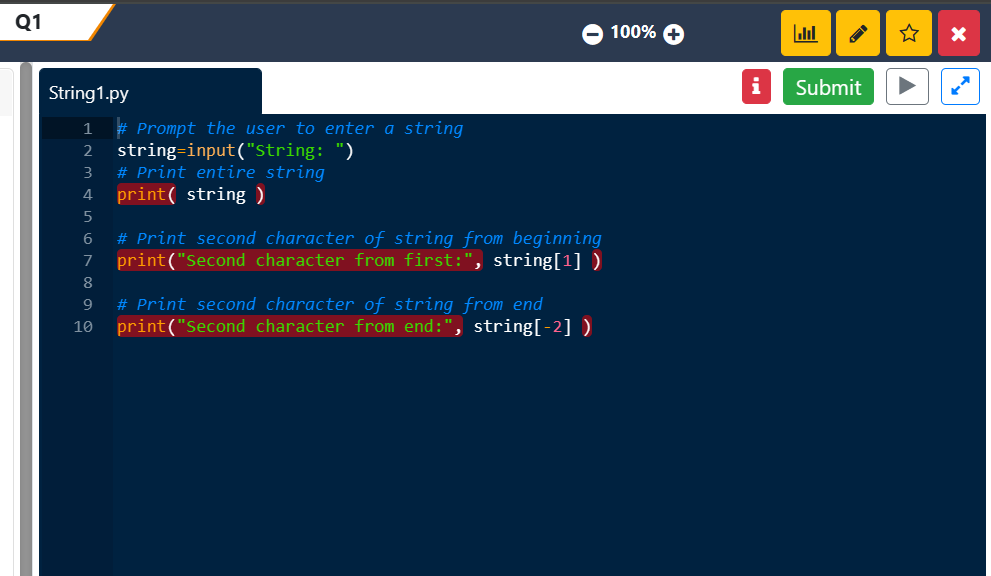 Q1
100%
String1.py
Submit
1 # Prompt the user to enter a string
2 string=input("String: ")
3 # Print entire string
4 print( string )
5
6 # Print second character of string from beginning
7 print("Second character from first:", string[1] )
8
9 # Print second character of string from end
10 print("Second character from end:", string[-2] )